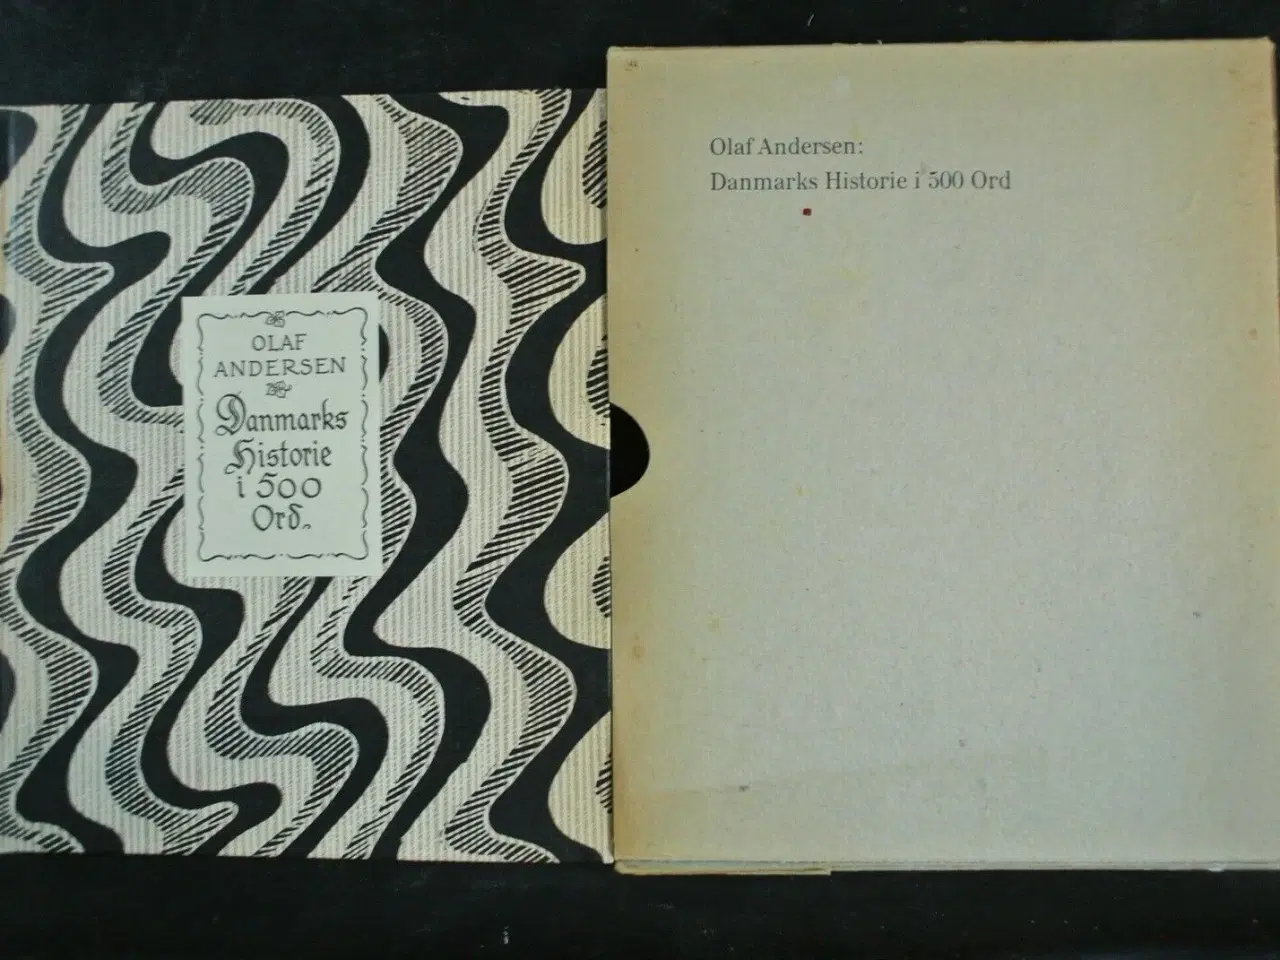 OLAF
ANDERSEN
Danmarks
Historie
i 500
Ord.
Olaf Andersen:
Danmarks Historie i 500 Ord